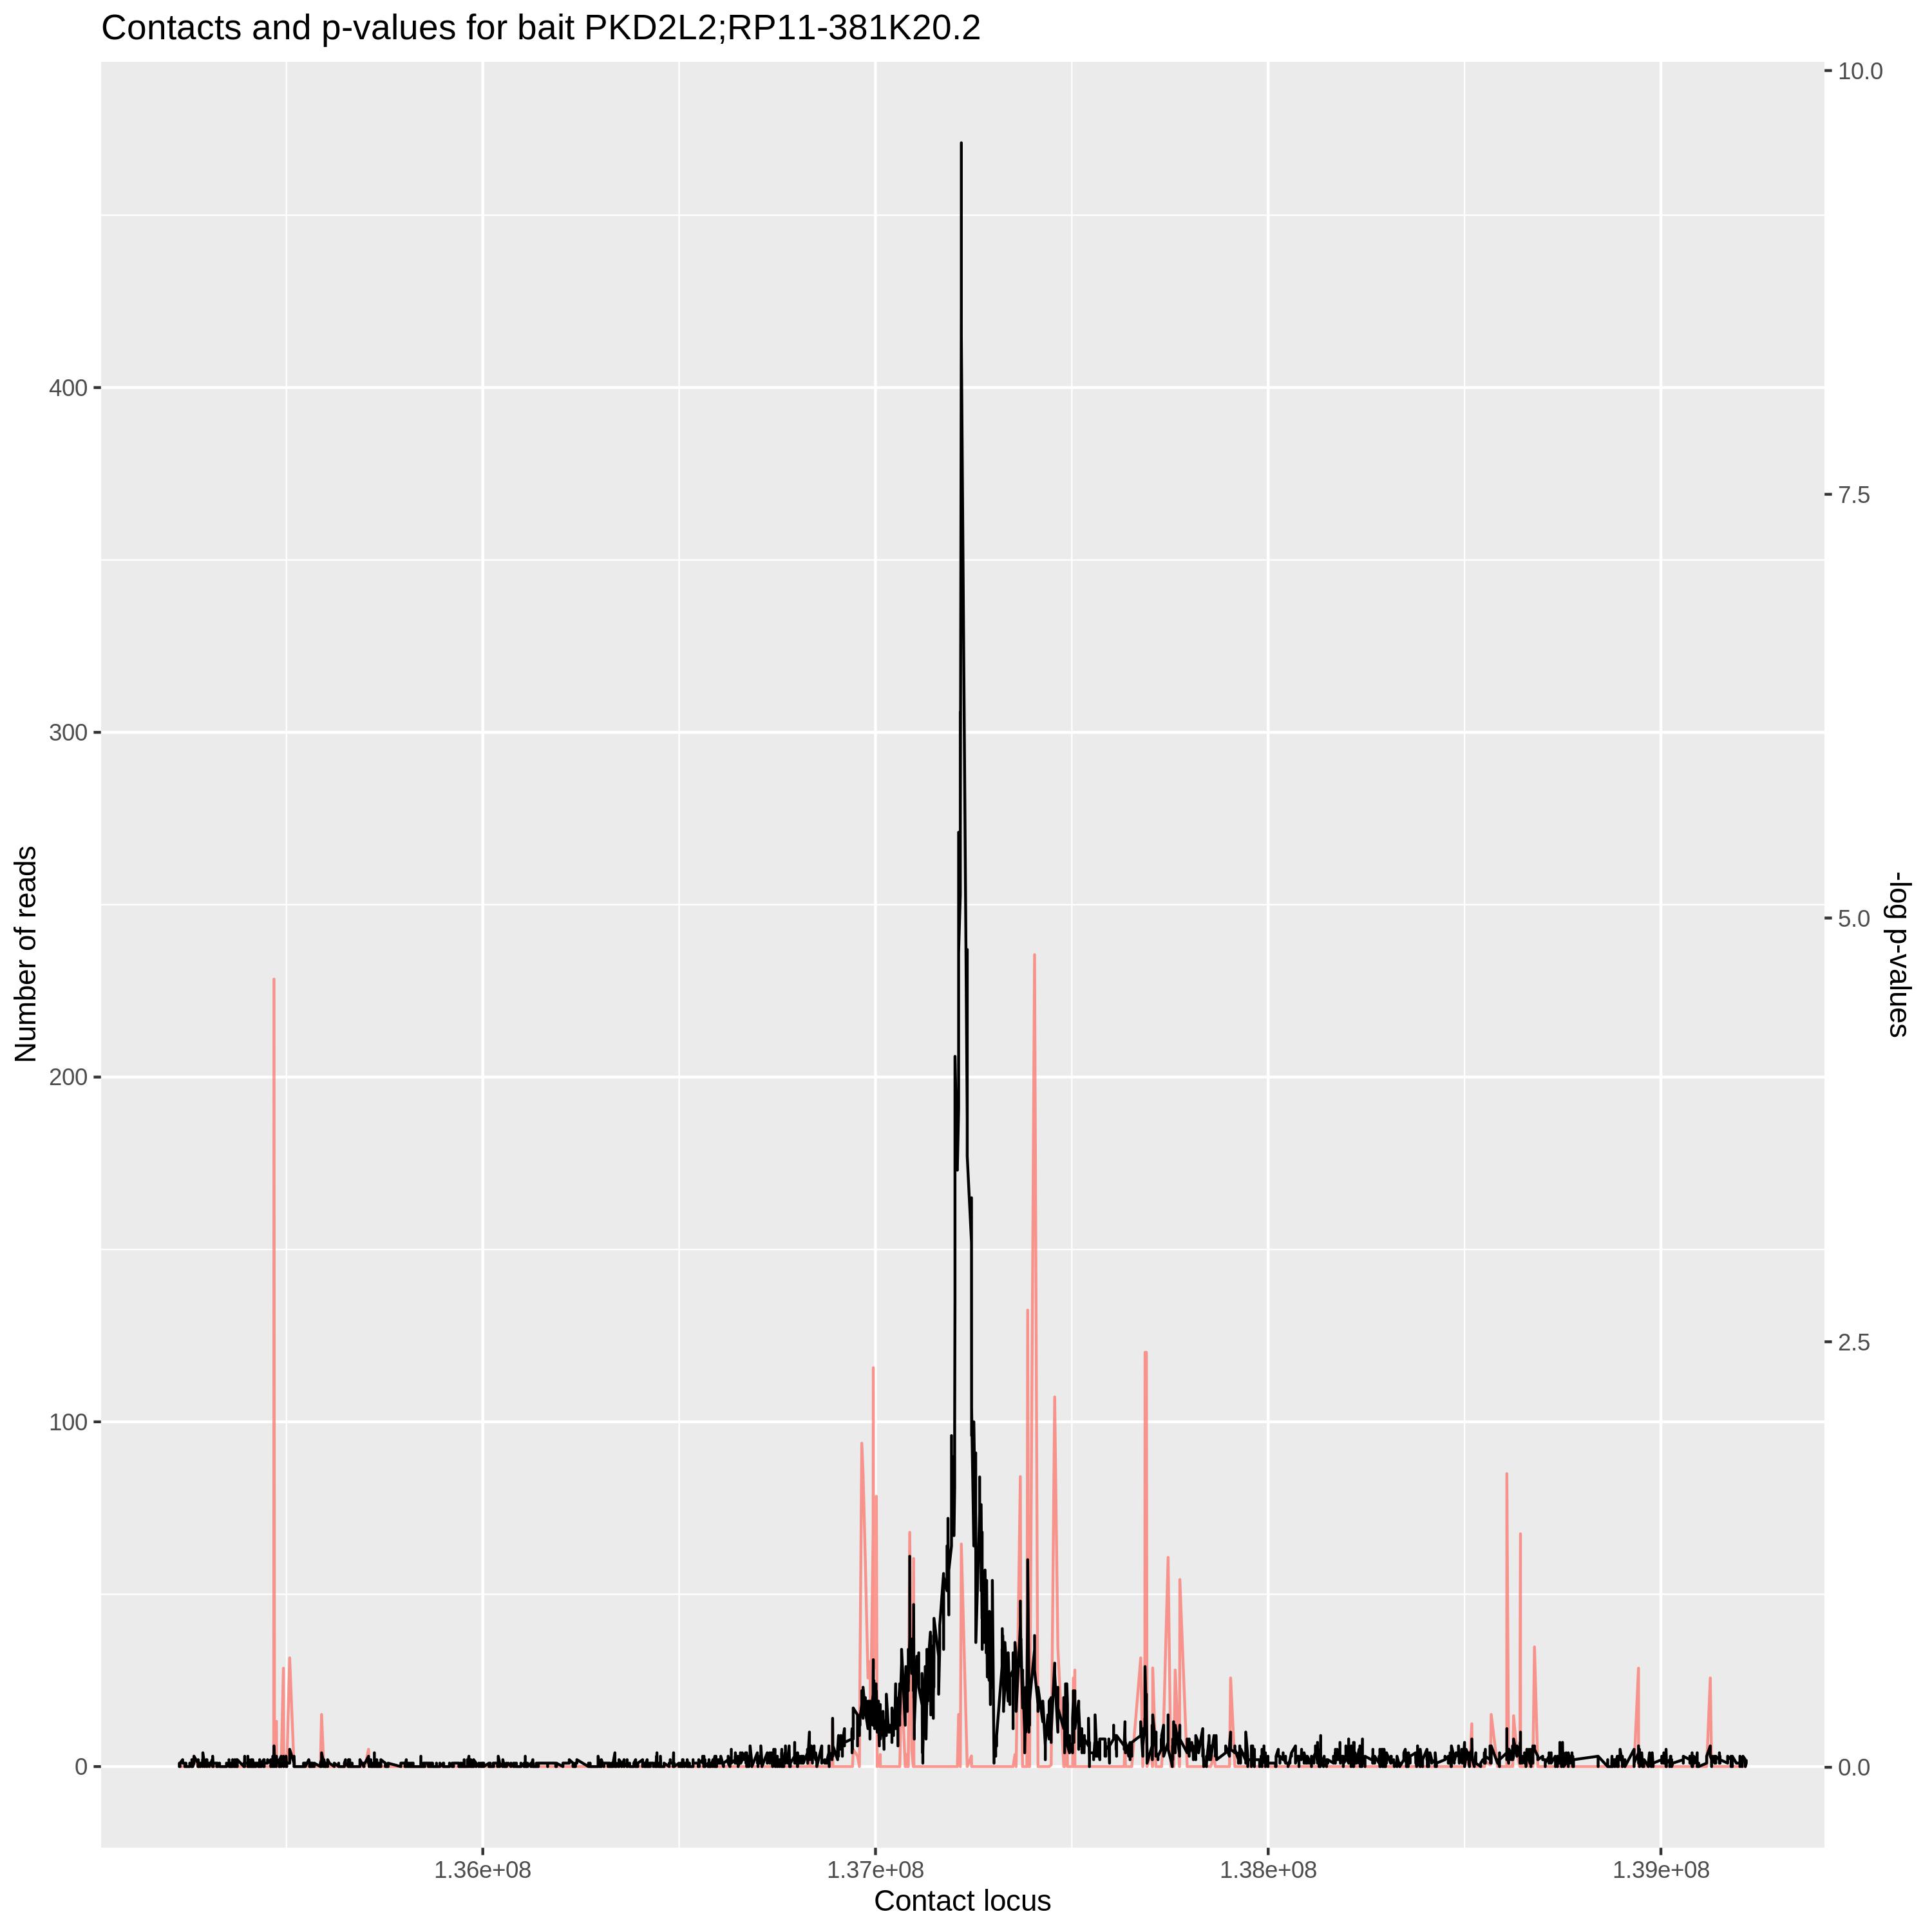 Contacts and p-values for bait PKD2L2;RP11-381K20.2
10.0
7.5
5.0
2.5
0.0
400
300
200
100
0
Number of reads
-log p-values
1.36e+08
1.37e+08
1.38e+08
1.39e+08
Contact locus